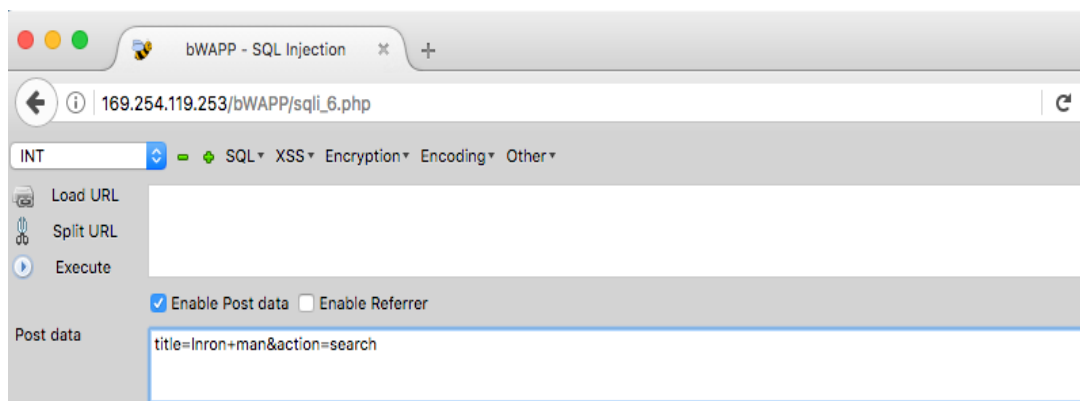 bWAPP - SQL Injection
169.254.119.253/bWAPP/sqli_6.php
INT SQL XSS Encryption Encoding Other
Load URL
Split URL
Execute
Enable Post data Enable Referrer
Post data
title=Inron+man&action=search